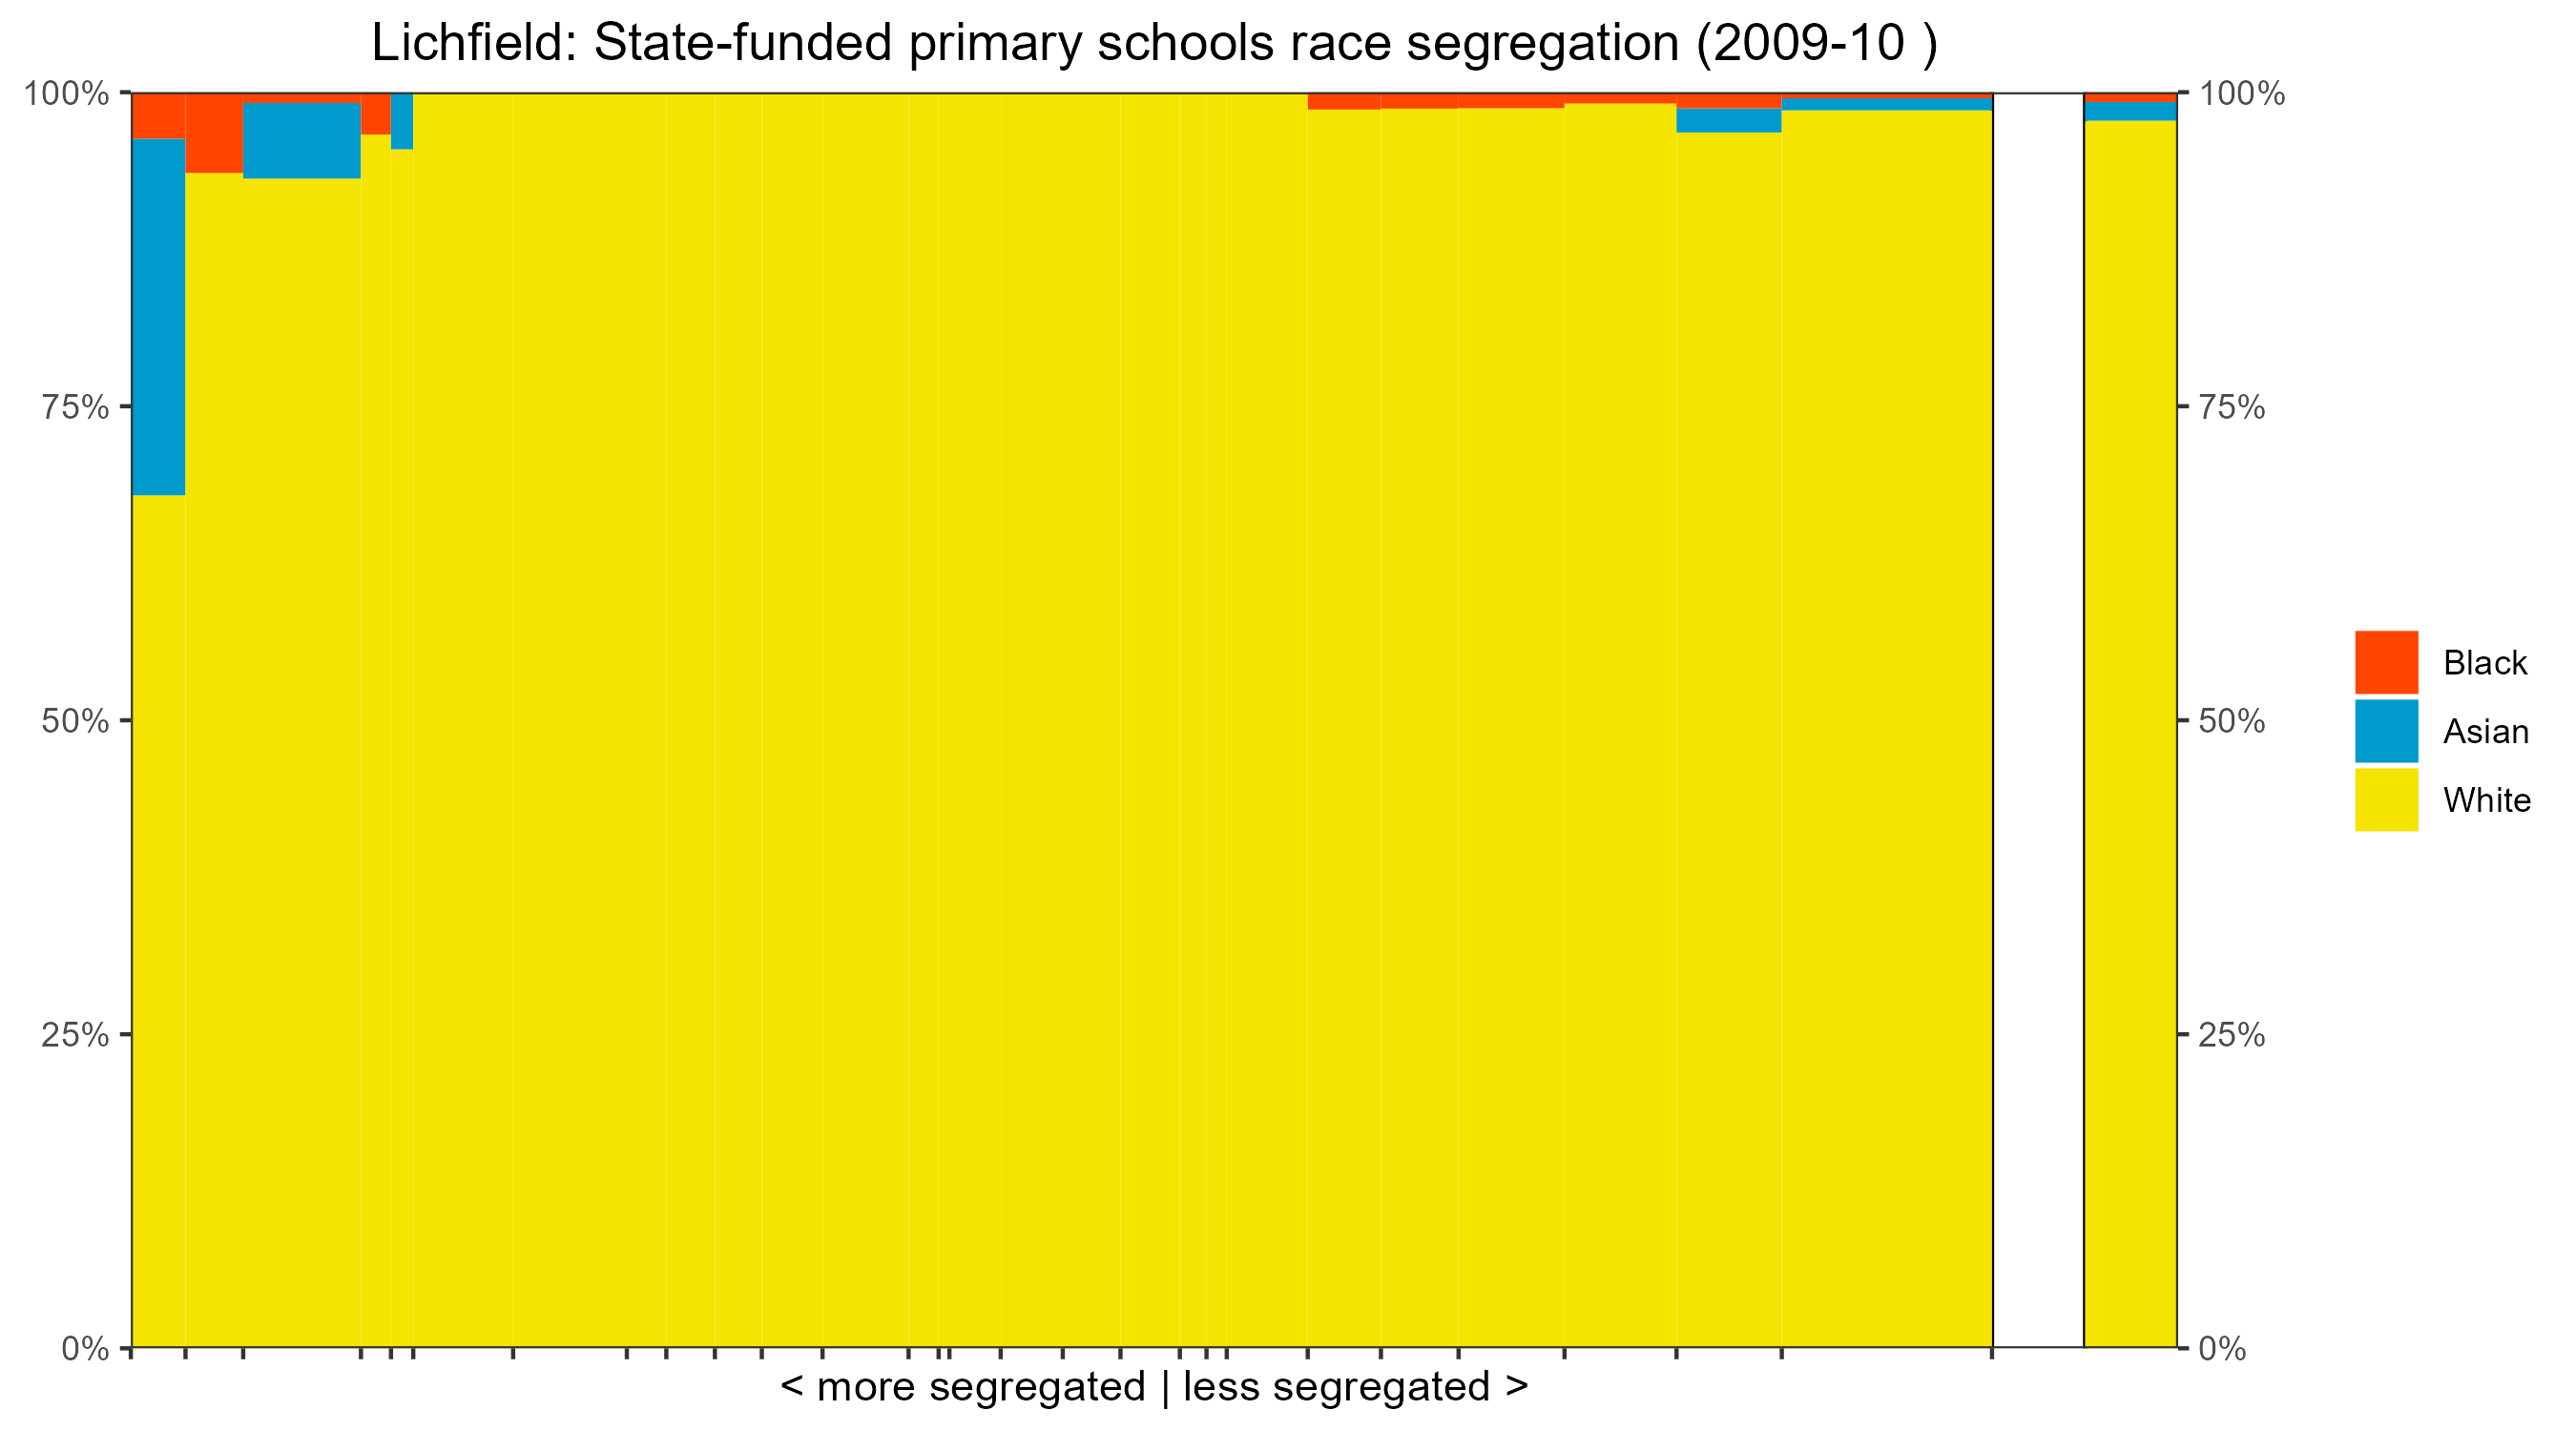 Lichfield: State-funded primary schools race segregation (2009-10 )
100%
75%
50%
25%
0%
100%
75%
50%
25%
0%
Black
Asian
White
< more segregated | less segregated >